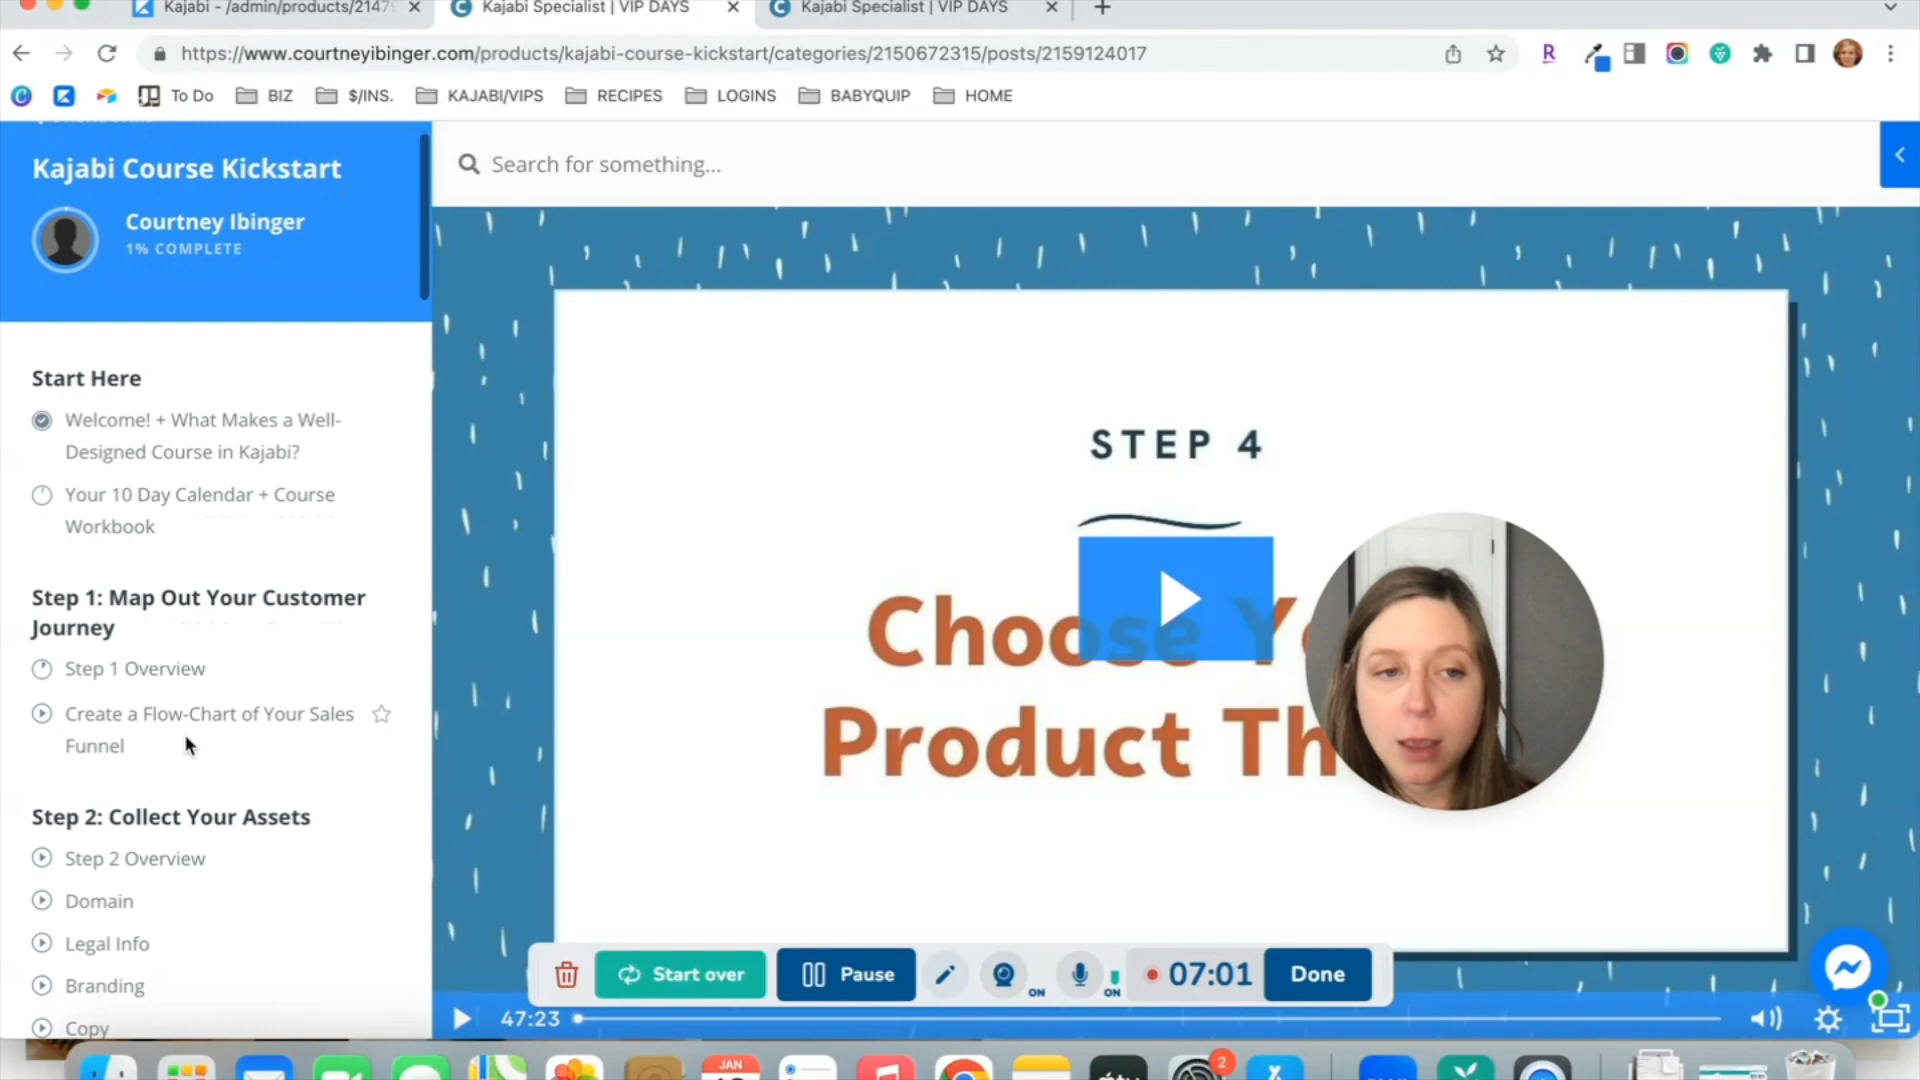 Kajabi - /admin/products/2147
Kajabi Specialist | VIP DAYS
Kajabi Specialist | VIP DAYS
https://www.courtneyibinger.com/products/kajabi-course-kickstart/categories/2150672315/posts/2159124017
To Do
BIZ
$/INS.
KAJABI/VIPS
RECIPES
LOGINS
BABYQUIP
HOME
Kajabi Course Kickstart
Courtney Ibinger
1% COMPLETE
Search for something...
Start Here
Welcome! + What Makes a Well-
Designed Course in Kajabi?
Your 10 Day Calendar + Course
Workbook
Step 1: Map Out Your Customer
Journey
Step 1 Overview
Create a Flow-Chart of Your Sales
Funnel
Step 2: Collect Your Assets
Step 2 Overview
Domain
Legal Info
Branding
Copy
STEP 4
Choose Yo
Product Th
Start over
Pause
ON
ON
07:01
Done
47:23
JAN
2